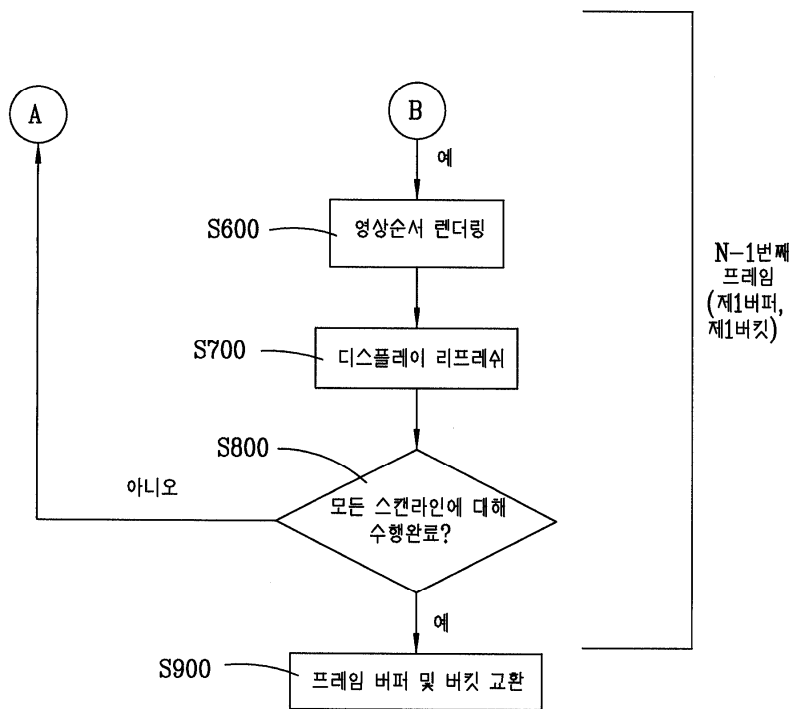 A
B
예
S600
영상순서 렌더링
N-1번째
프레임
(제1버퍼,
제1버킷)
S700
디스플레이 리프레쉬
S800
아니오
모든 스캔라인에 대해
수행완료?
예
S900
프레임 버퍼 및 버킷 교환